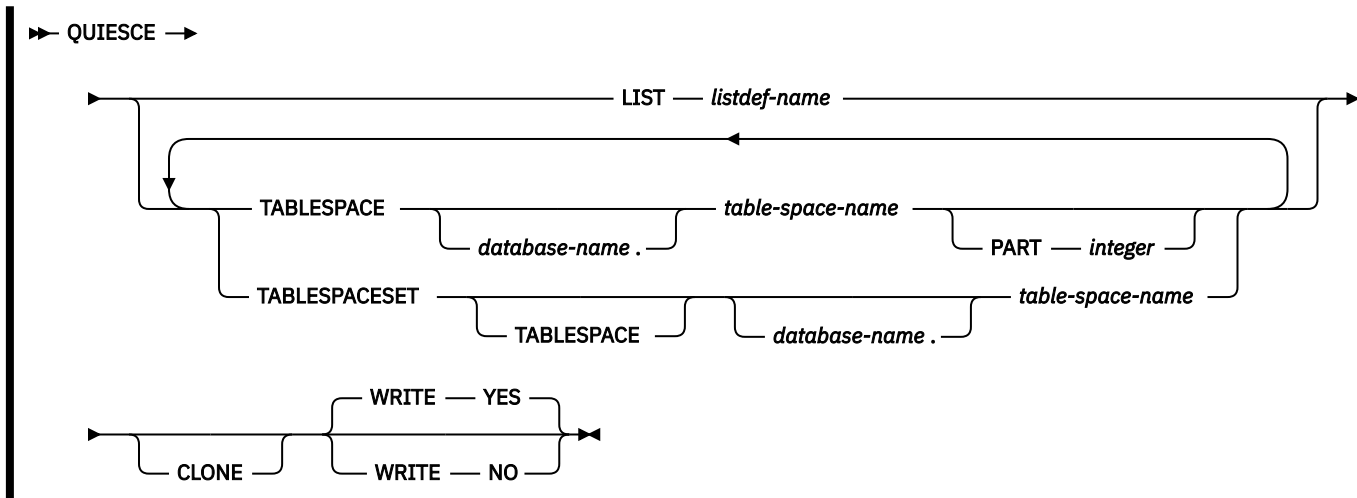 QUIESCE
LIST listdef-name
TABLESPACE table-space-name
database-name . PART integer
TABLESPACESET table-space-name
TABLESPACE database-name .
WRITE YES
CLONE WRITE NO